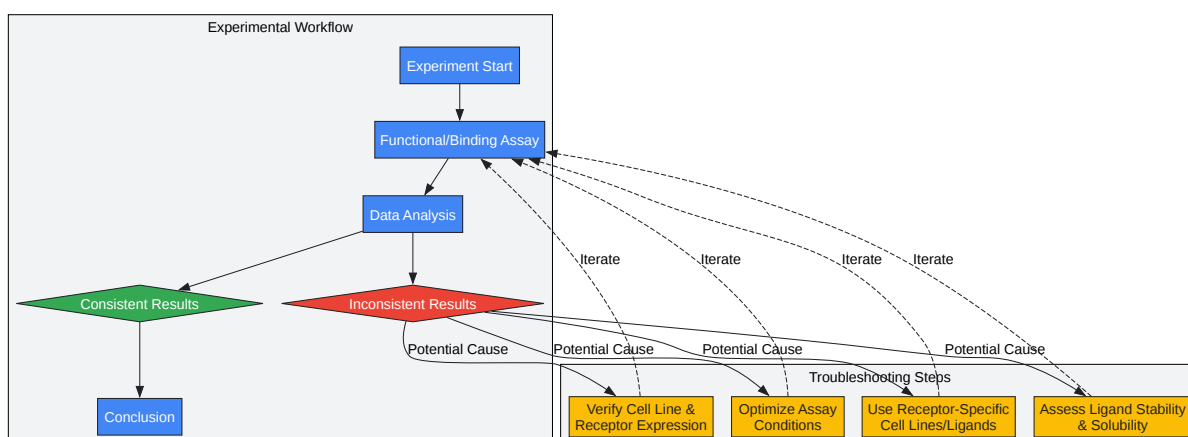 Experimental Workflow
Experiment Start
Functional/Binding Assay
Data Analysis
Iterate
Iterate
Iterate
Iterate
Consistent Results
Inconsistent Results
Potential Cause
Potential Cause
Potential Cause
Potential Cause
Troubleshooting Steps
Conclusion
Verify Cell Line &
Receptor Expression
Optimize Assay
Conditions
Use Receptor-Specific
Cell Lines/Ligands
Assess Ligand Stability
& Solubility